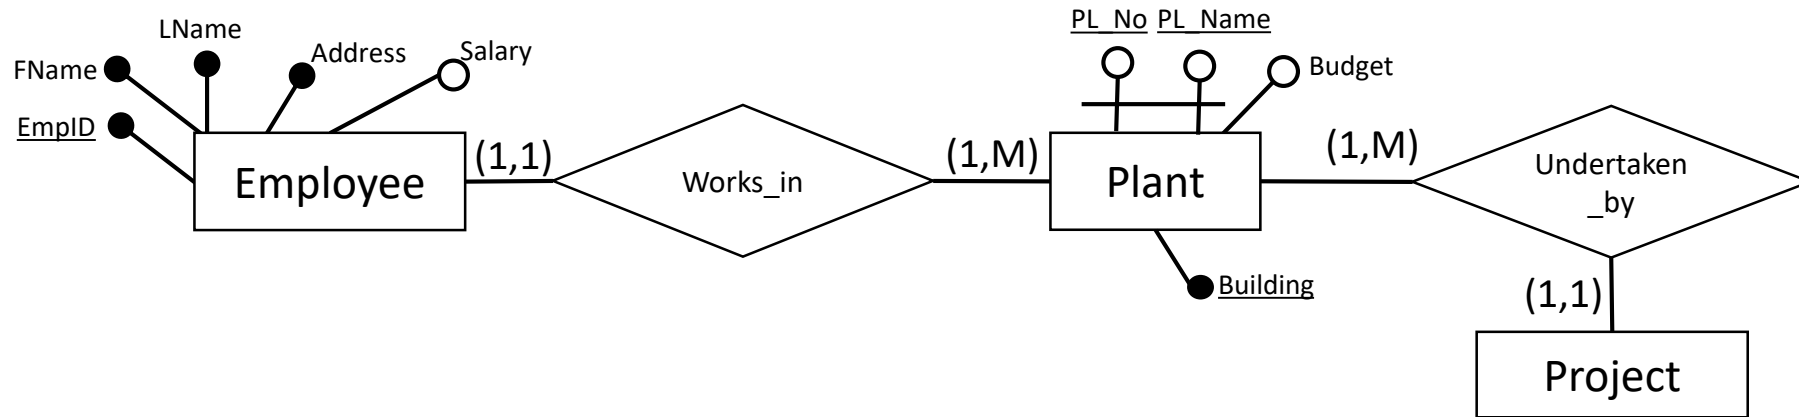 PL_No PL_Name
LName
FName
Address
Salary
Budget
EmpID
Employee
(1,1)
Works_in
(1,M)
Plant
(1,M)
Undertaken
_by
Building
(1,1)
Project